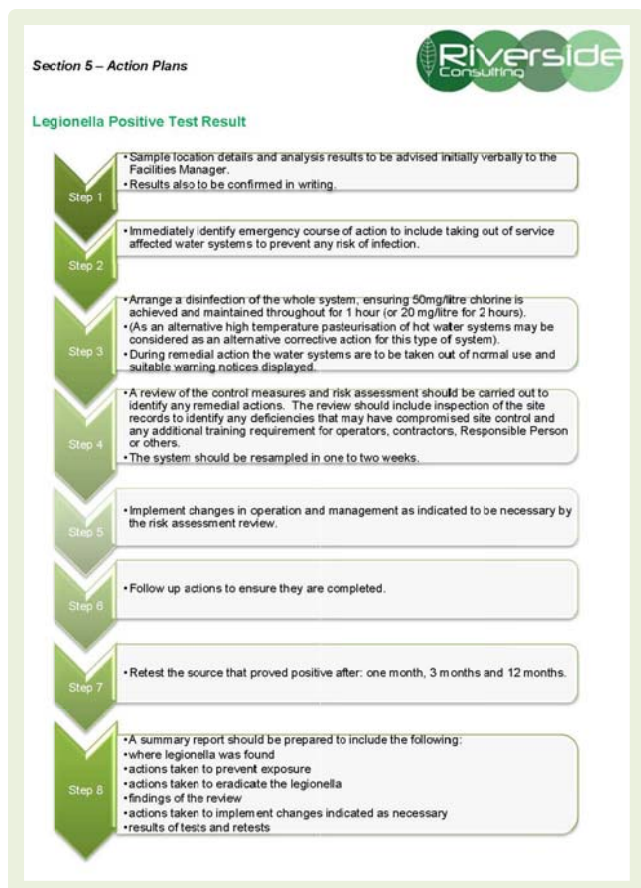 Section 5 – Action Plans
Riverside
Consulting
Legionella Positive Test Result
Step 1
• Sample location details and analysis results to be advised initially verbally to the
Facilities Manager.
• Results also to be confirmed in writing.
Step 2
• Immediately identify emergency course of action to include taking out of service
affected water systems to prevent any risk of infection.
Step 3
• Arrange a disinfection of the whole system, ensuring 50mg/litre chlorine is
achieved and maintained throughout for 1 hour (or 20 mg/litre for 2 hours).
• (As an alternative high temperature pasteurisation of hot water systems may be
considered as an alternative corrective action for this type of system).
• During remedial action the water systems are to be taken out of normal use and
suitable warning notices displayed.
Step 4
• A review of the control measures and risk assessment should be carried out to
identify any remedial actions. The review should include inspection of the site
records to identify any deficiencies that may have compromised site control and
any additional training requirement for operators, contractors, Responsible Person
or others.
• The system should be resampled in one to two weeks.
Step 5
• Implement changes in operation and management as indicated to be necessary by
the risk assessment review.
Step 6
• Follow up actions to ensure they are completed.
Step 7
• Retest the source that proved positive after: one month, 3 months and 12 months.
Step 8
• A summary report should be prepared to include the following:
• where legionella was found
• actions taken to prevent exposure
• actions taken to eradicate the legionella
• findings of the review
• actions taken to implement changes indicated as necessary
• results of tests and retests